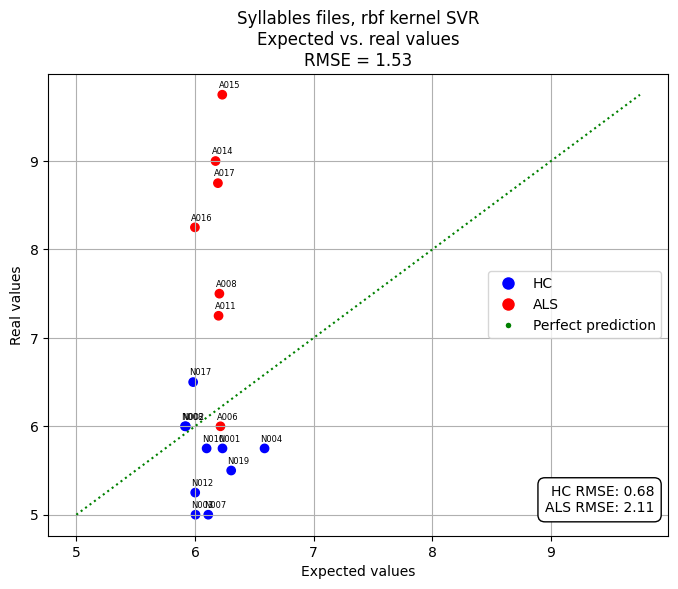 Syllables files, rbf kernel SVR
Expected vs. real values
RMSE = 1.53
A015
A014
A017
A016
A008
A011
N017
A006
N001
N004
N019
N012
N007
9
8
7
6
5
Real values
5 6 7 8 9
Expected values
HC
ALS
Perfect prediction
HC RMSE: 0.68
ALS RMSE: 2.11